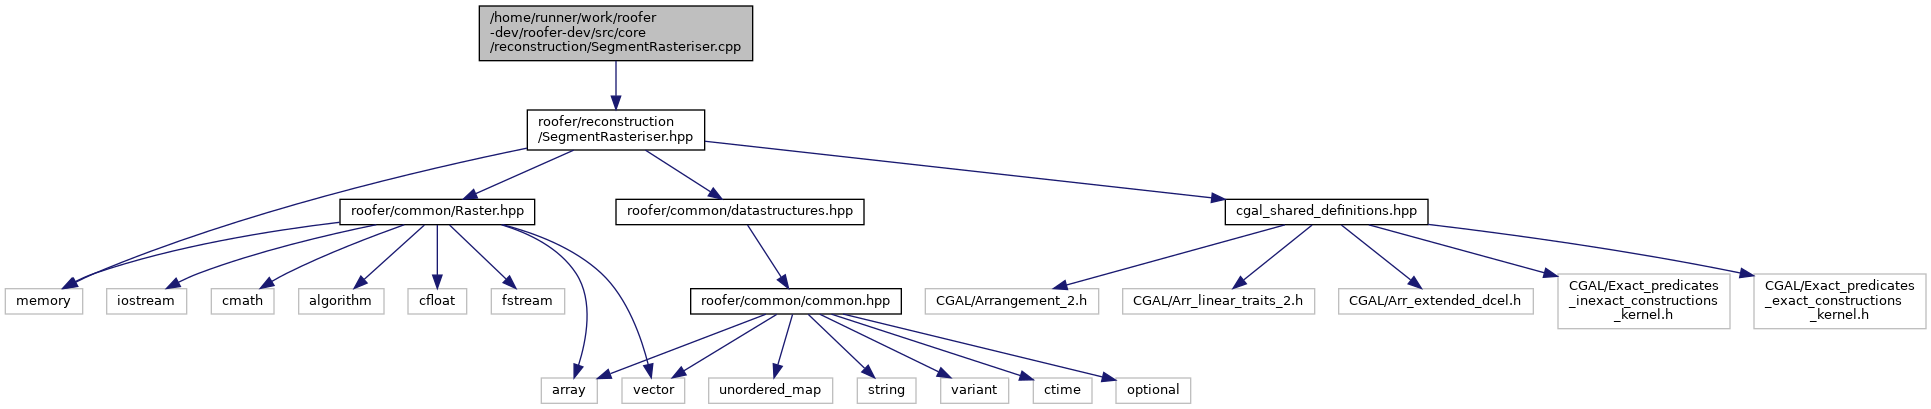 /home/runner/work/roofer
-dev/roofer-dev/src/core
/reconstruction/SegmentRasteriser.cpp
roofer/reconstruction
/SegmentRasteriser.hpp
roofer/common/Raster.hpp
roofer/common/datastructures.hpp
cgal_shared_definitions.hpp
memory
iostream
cmath
algorithm
cfloat
fstream
roofer/common/common.hpp
CGAL/Arrangement_2.h
CGAL/Arr_linear_traits_2.h
CGAL/Arr_extended_dcel.h
CGAL/Exact_predicates
_inexact_constructions
_kernel.h
CGAL/Exact_predicates
_exact_constructions
_kernel.h
array
vector
unordered_map
string
variant
ctime
optional